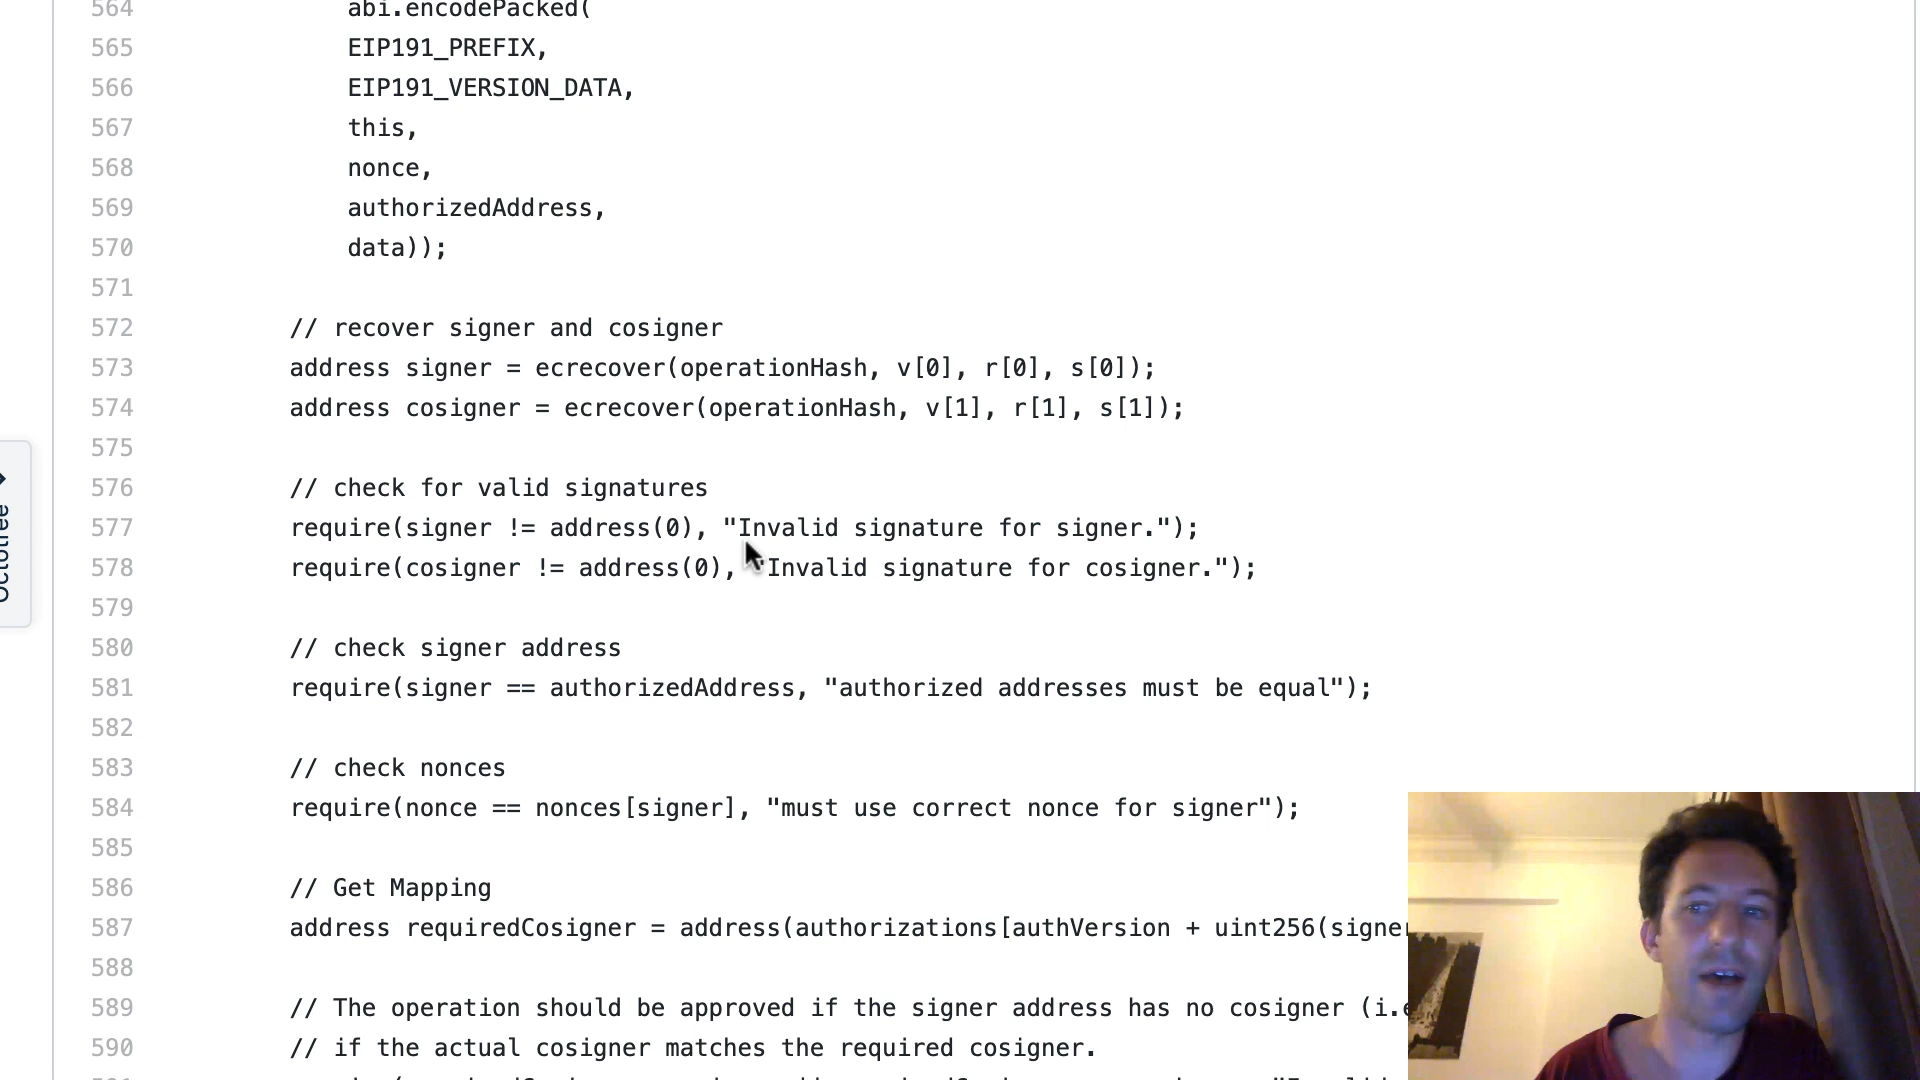 564 abi.encodePacked(
565 EIP191_PREFIX,
566 EIP191_VERSION_DATA,
567 this,
568 nonce,
569 authorizedAddress,
570 data));
571
572 // recover signer and cosigner
573 address signer = ecrecover(operationHash, v[0], r[0], s[0]);
574 address cosigner = ecrecover(operationHash, v[1], r[1], s[1]);
575
576 // check for valid signatures
577 require(signer != address(0), "Invalid signature for signer.");
578 require(cosigner != address(0), "Invalid signature for cosigner.");
579
580 // check signer address
581 require(signer == authorizedAddress, "authorized addresses must be equal");
582
583 // check nonces
584 require(nonce == nonces[signer], "must use correct nonce for signer");
585
586 // Get Mapping
587 address requiredCosigner = address(authorizations[authVersion + uint256(signer
588
589 // The operation should be approved if the signer address has no cosigner (i.e
590 // if the actual cosigner matches the required cosigner.
Octotree